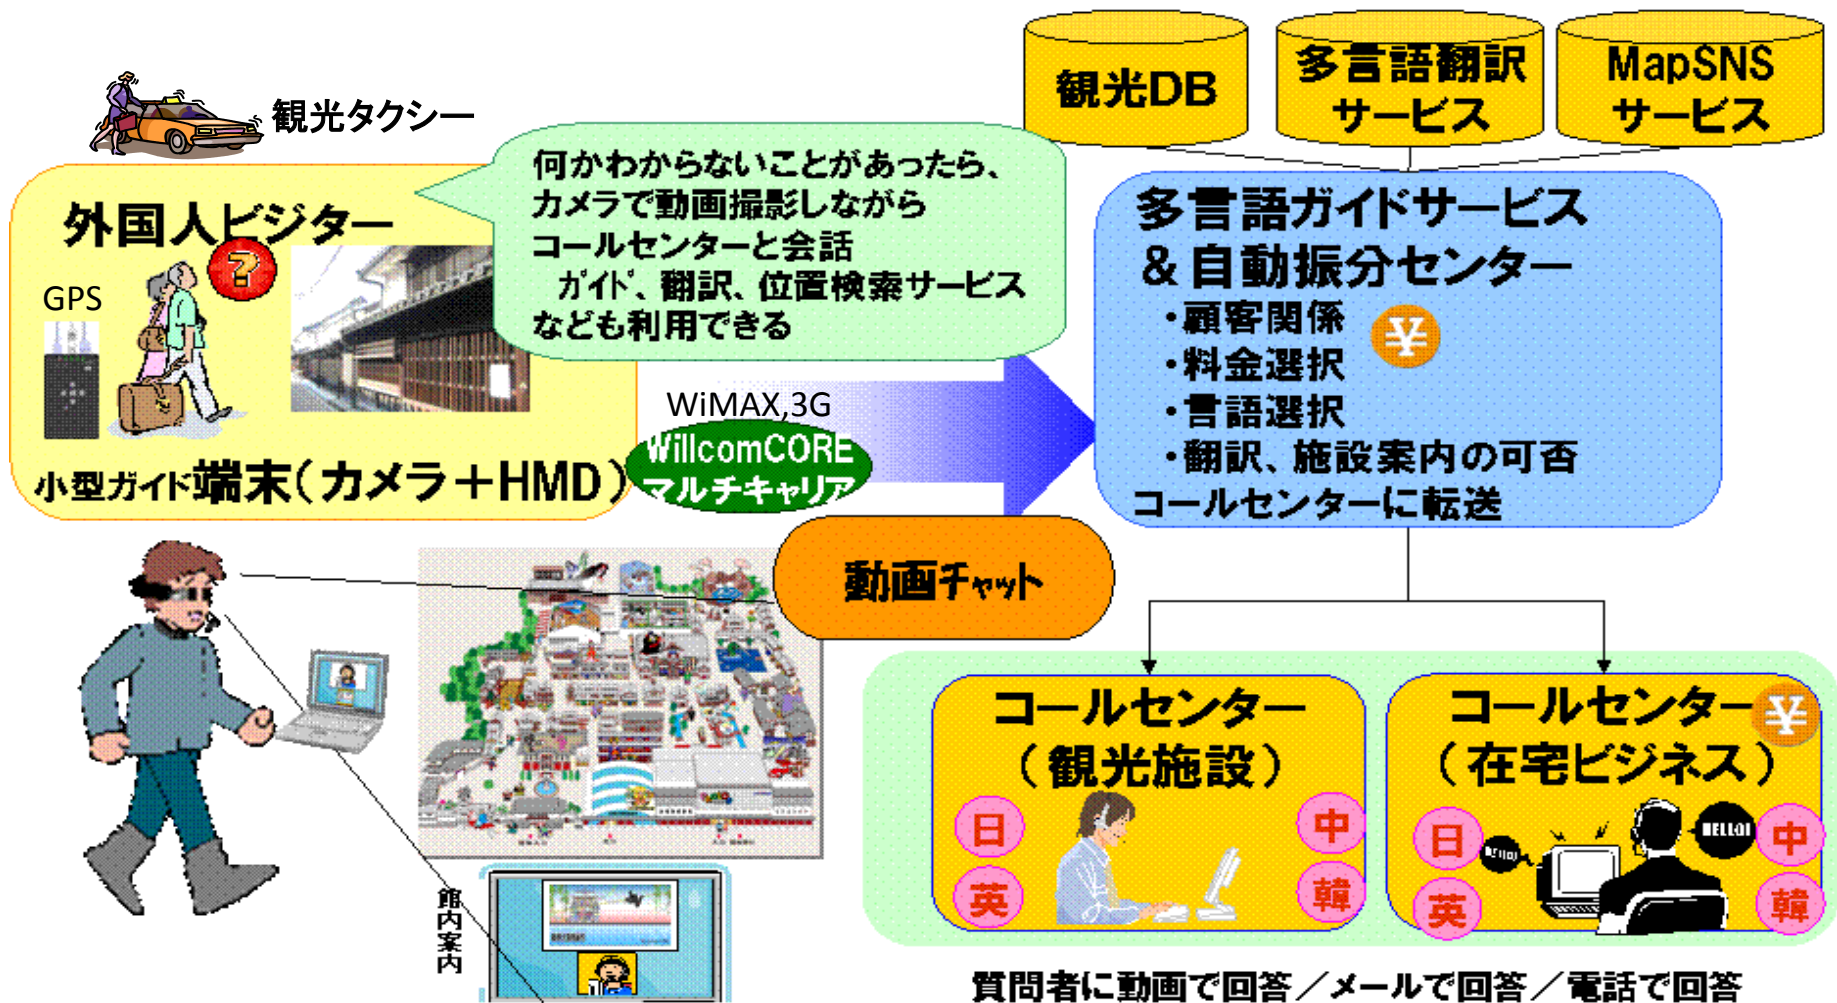 観光DB
多言語翻訳
サービス
MapSNS
サービス
観光タクシー
何かわからないことがあったら、
カメラで動画撮影しながら
コールセンターと会話
ガイド、翻訳、位置検索サービス
なども利用できる
外国人ビジター
?
GPS
小型ガイド端末(カメラ+HMD)
WiMAX,3G
WillcomCORE
マルチキャリア
多言語ガイドサービス
&自動振分センター
・顧客関係
¥
・料金選択
・言語選択
・翻訳、施設案内の可否
コールセンターに転送
動画チャット
コールセンター
(観光施設)
日
中
英
韓
コールセンター
¥
(在宅ビジネス)
日
HELLO!
HELLO!
中
英
韓
館内案内
質問者に動画で回答/メールで回答/電話で回答